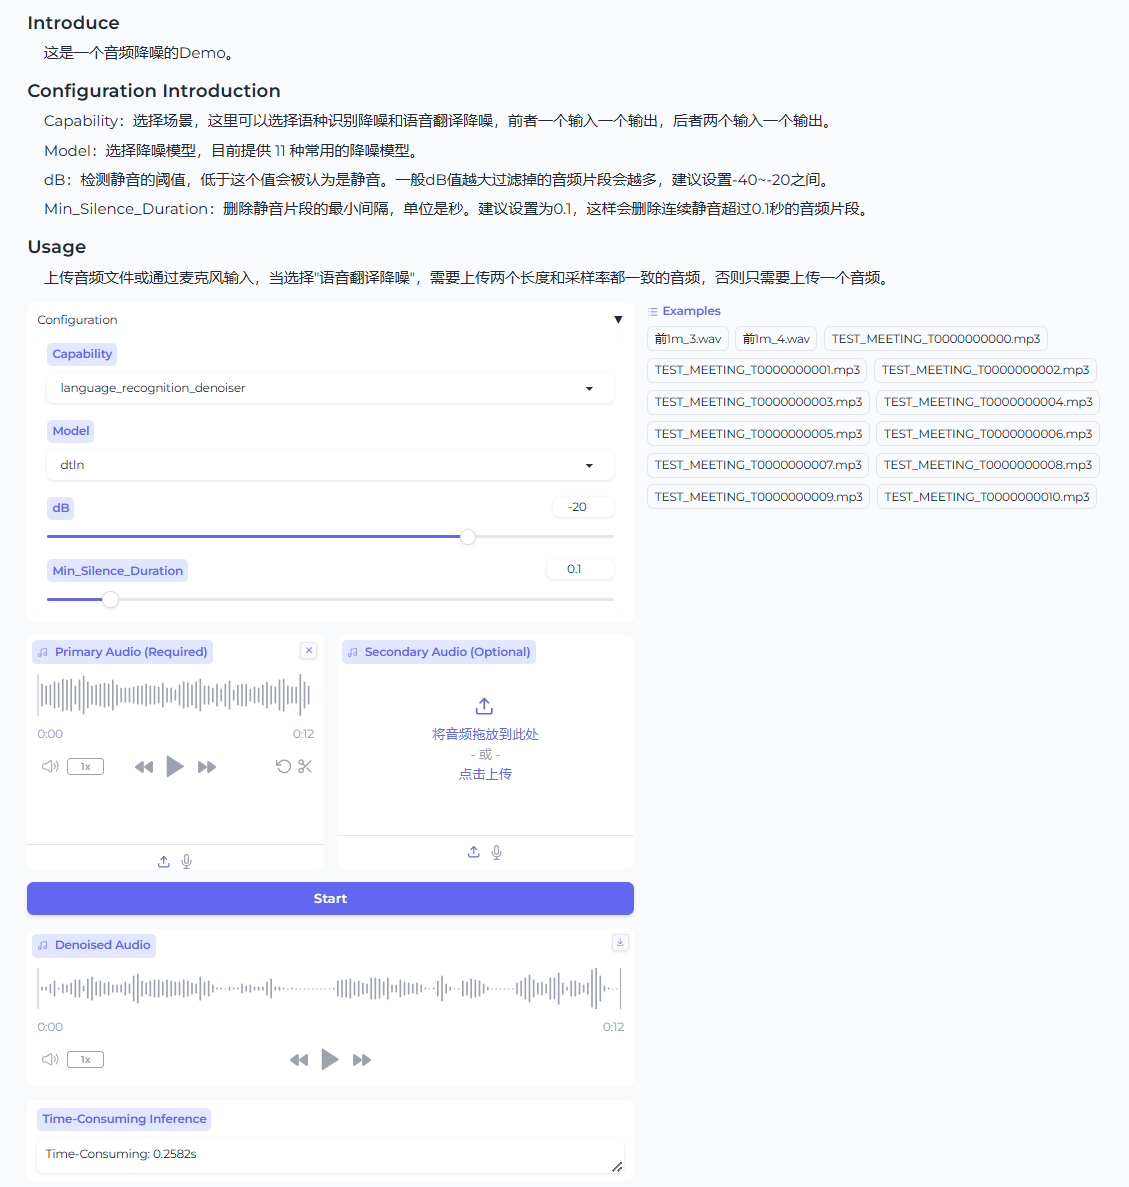 Introduce
这是一个音频降噪的Demo。
Configuration Introduction
Capability：选择场景，这里可以选择语种识别降噪和语音翻译降噪，前者一个输入一个输出，后者两个输入一个输出。
Model：选择降噪模型，目前提供 11 种常用的降噪模型。
dB：检测静音的阈值，低于这个值会被认为是静音。一般dB值越大过滤掉的音频片段会越多，建议设置-40~-20之间。
Min_Silence_Duration：删除静音片段的最小间隔，单位是秒。建议设置为0.1，这样会删除连续静音超过0.1秒的音频片段。
Usage
上传音频文件或通过麦克风输入，当选择"语音翻译降噪"，需要上传两个长度和采样率都一致的音频，否则只需要上传一个音频。
Configuration
Capability
language_recognition_denoiser
Model
dtln
dB
-20
Min_Silence_Duration
0.1
Examples
前1m_3.wav
前1m_4.wav
TEST_MEETING_T0000000000.mp3
TEST_MEETING_T0000000001.mp3
TEST_MEETING_T0000000002.mp3
TEST_MEETING_T0000000003.mp3
TEST_MEETING_T0000000004.mp3
TEST_MEETING_T0000000005.mp3
TEST_MEETING_T0000000006.mp3
TEST_MEETING_T0000000007.mp3
TEST_MEETING_T0000000008.mp3
TEST_MEETING_T0000000009.mp3
TEST_MEETING_T0000000010.mp3
Primary Audio (Required)
0:00
0:12
1x
Secondary Audio (Optional)
将音频拖放到此处
- 或 -
点击上传
Start
Denoised Audio
0:00
0:12
1x
Time-Consuming Inference
Time-Consuming: 0.2582s